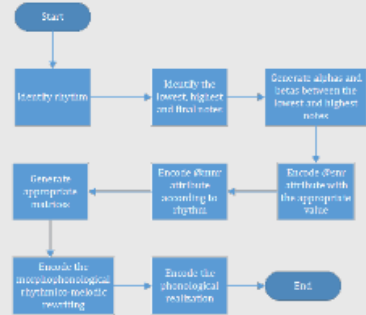 Start
Identify rhythm
Identify the
lowest, highest
and final notes
Generate alphas and
betas between the
lowest and highest
notes
Encode
attribute with
the appropriate
value
Encode
attribute
according to
rhythm
Generate
appropriate
matrices
Encode the
morphophonological
rhythmico-melodic
rewriting
Encode the
phonological
realization
End